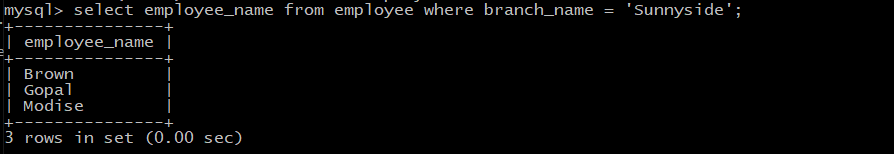 mysql> select employee_name from employee where branch_name = 'Sunnyside';
+---------------+
| employee_name |
+---------------+
| Brown         |
| Gopal         |
| Modise        |
+---------------+
3 rows in set (0.00 sec)